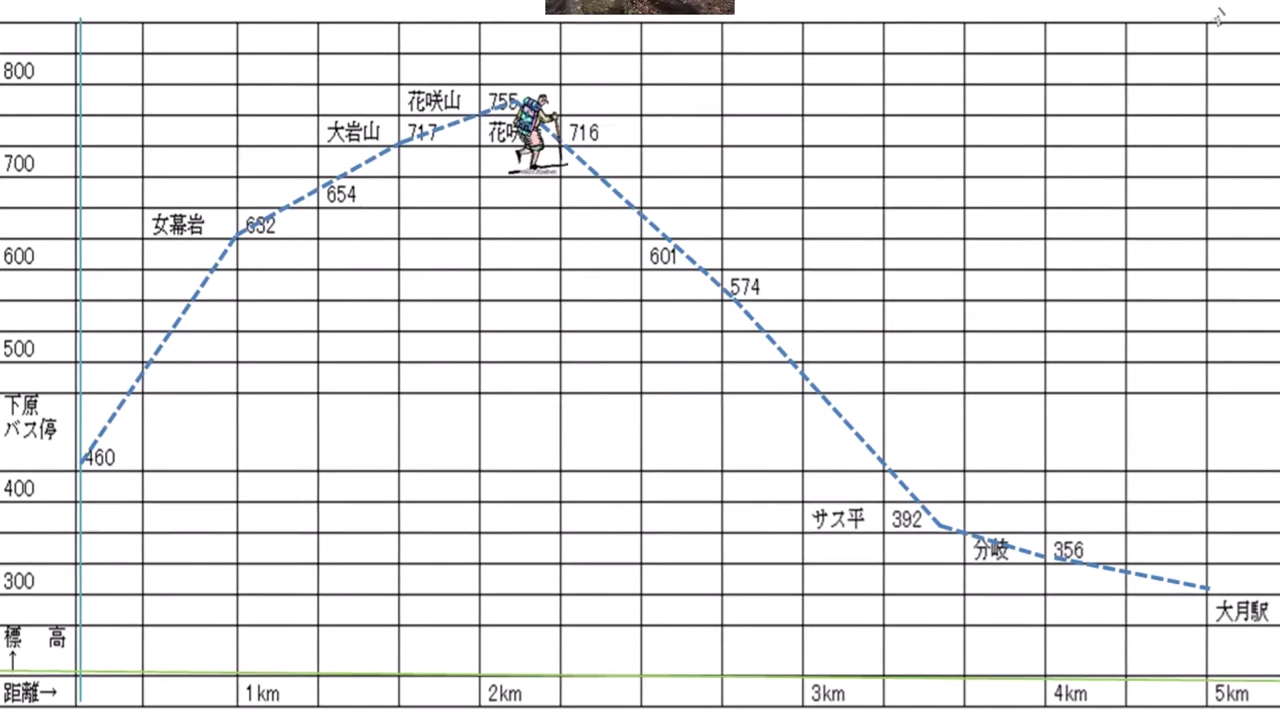 800
花咲山 755
大岩山 717 花咲 716
700
654
女幕岩 632
600 601
574
500
下原
バス停
460
400
サス平 392
分岐 356
300
大月駅
標 高
↑
距離→ 1km 2km 3km 4km 5km